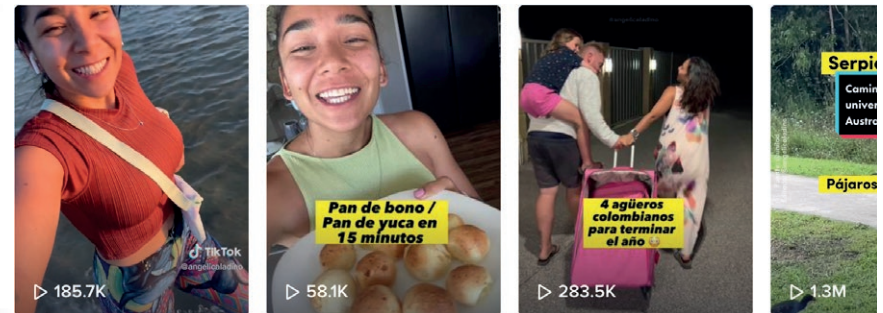 TikTok
@angelicbladino
185.7K
Pan de bono /
Pan de yuca en
15 minutos
58.1K
4 agüeros
colombianos
para terminar
el año 😳
283.5K
Serpie
Camin
univer
Austra
Pájaros
1.3M